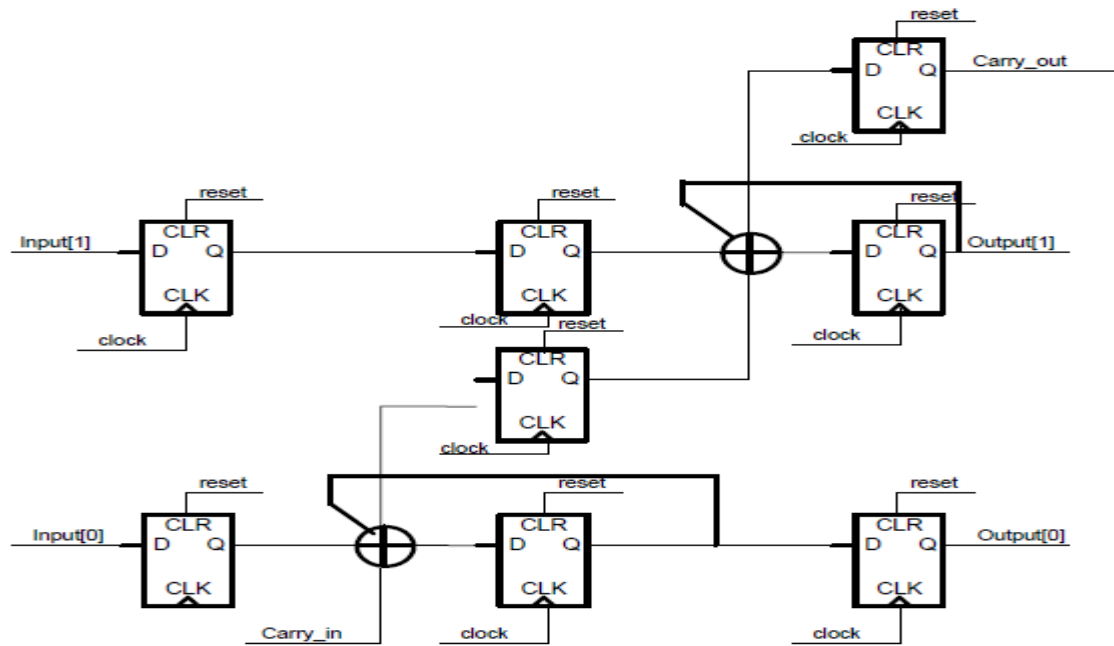 reset
CLR
D Q Carry_out
CLK
clock
reset reset reset
CLR CLR CLR
Input[1] D Q D Q D Q Output[1]
CLK CLK CLK
clock clock clock
reset
CLR
D Q
CLK
clock
reset reset reset
CLR CLR CLR
Input[0] D Q D Q D Q Output[0]
CLK CLK CLK
Carry_in clock clock